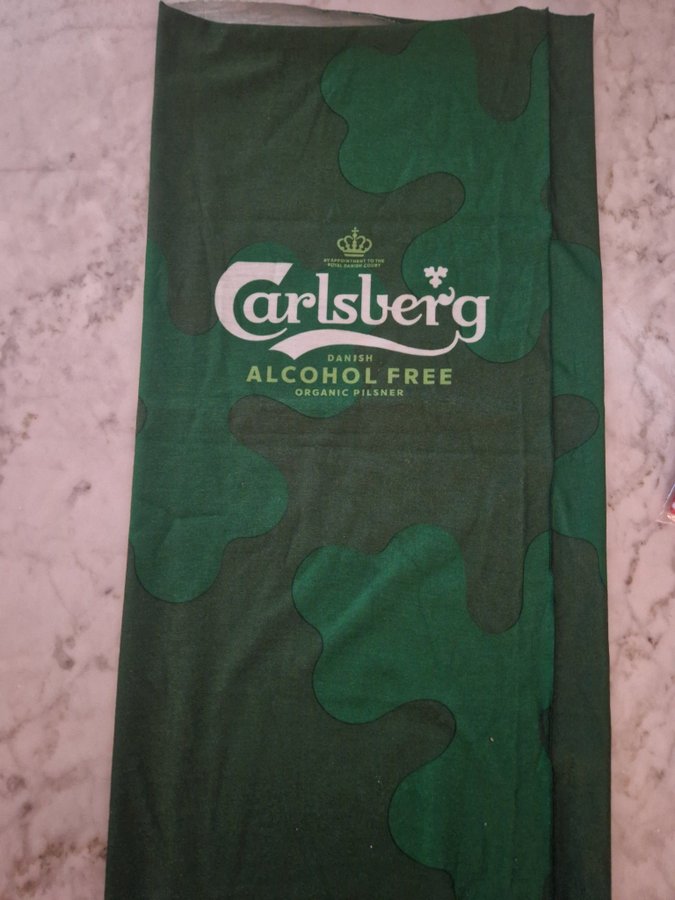 BY APPOINTMENT TO THE
ROYAL DANISH COURT
Carlsberg
DANISH
ALCOHOL FREE
ORGANIC PILSNER